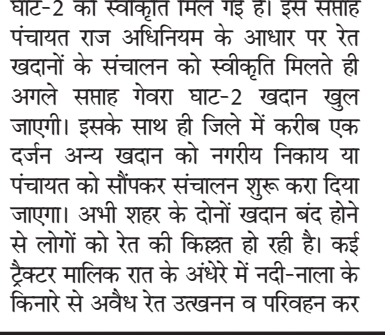 घाट-2 को स्वीकृति मिल गई है। इस सप्ताह
पंचायत राज अधिनियम के आधार पर रेत
खदानों के संचालन को स्वीकृति मिलते ही
अगले सप्ताह गेवरा घाट-2 खदान खुल
जाएगी। इसके साथ ही जिले में करीब एक
दर्जन अन्य खदान को नगरीय निकाय या
पंचायत को सौंपकर संचालन शुरू करा दिया
जाएगा। अभी शहर के दोनों खदान बंद होने
से लोगों को रेत की किल्लत हो रही है। कई
ट्रैक्टर मालिक रात के अंधेरे में नदी-नाला के
किनारे से अवैध रेत उत्खनन व परिवहन कर